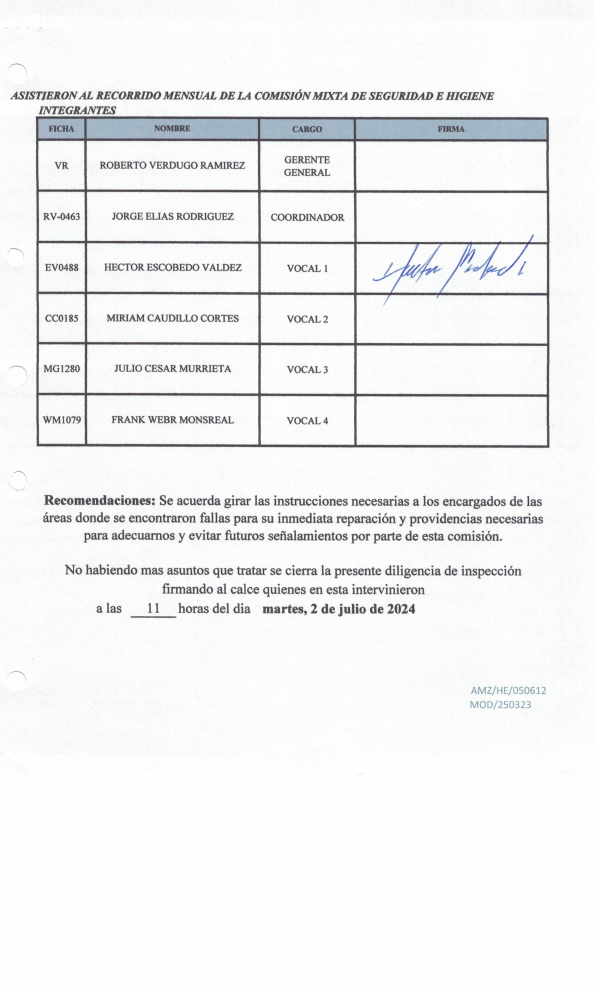 ASISTIERON AL RECORRIDO MENSUAL DE LA COMISIÓN MIXTA DE SEGURIDAD E HIGIENE
INTEGRANTES
FICHA NOMBRE CARGO FIRMA
VR ROBERTO VERDUGO RAMIREZ GERENTE GENERAL
RV-0463 JORGE ELIAS RODRIGUEZ COORDINADOR
EV0488 HECTOR ESCOBEDO VALDEZ VOCAL 1 Hector
CC0185 MIRIAM CAUDILLO CORTES VOCAL 2
MG1280 JULIO CESAR MURRIETA VOCAL 3
WM1079 FRANK WEBR MONSREAL VOCAL 4
Recomendaciones: Se acuerda girar las instrucciones necesarias a los encargados de las
áreas donde se encontraron fallas para su inmediata reparación y providencias necesarias
para adecuarnos y evitar futuros señalamientos por parte de esta comisión.
No habiendo mas asuntos que tratar se cierra la presente diligencia de inspección
firmando al calce quienes en esta intervinieron
a las 11 horas del dia martes, 2 de julio de 2024
AMZ/HE/050612
MOD/250323